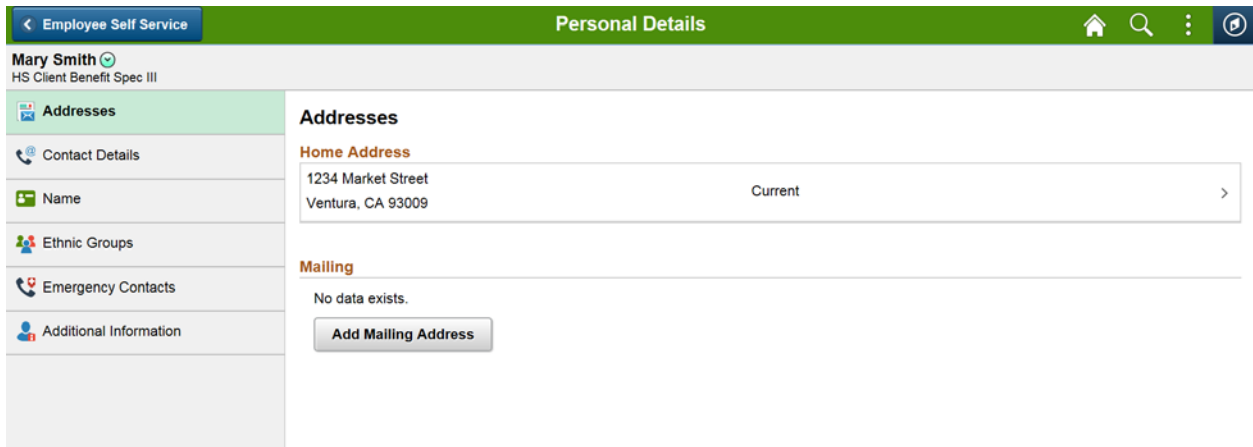 Employee Self Service
Personal Details
Mary Smith
HS Client Benefit Spec III
Addresses
Contact Details
Name
Ethnic Groups
Emergency Contacts
Additional Information
Addresses
Home Address
1234 Market Street
Ventura, CA 93009
Current
Mailing
No data exists.
Add Mailing Address